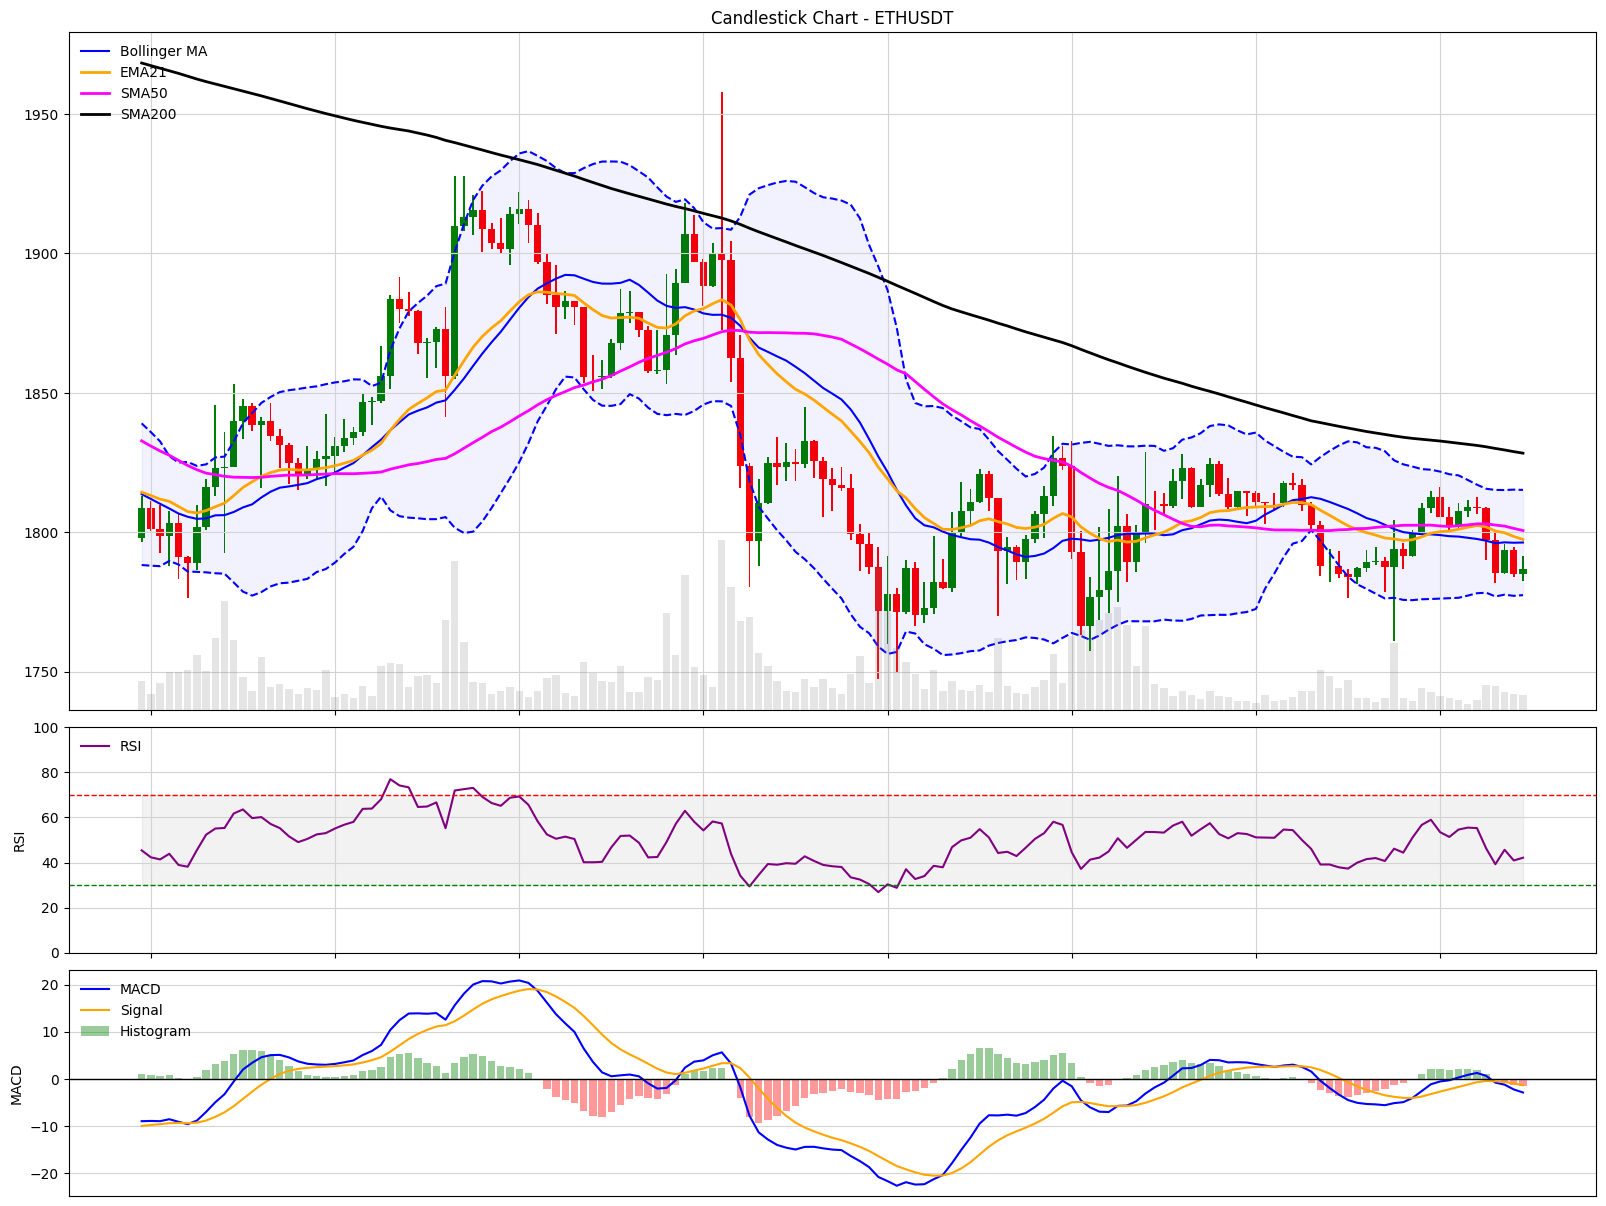 Candlestick Chart - ETHUSDT
Bollinger MA
EMA21
SMA50
SMA200
1950
1900
1850
1800
1750
100
80
60
40
20
0
RSI
RSI
20
10
0
−10
−20
MACD
MACD
Signal
Histogram